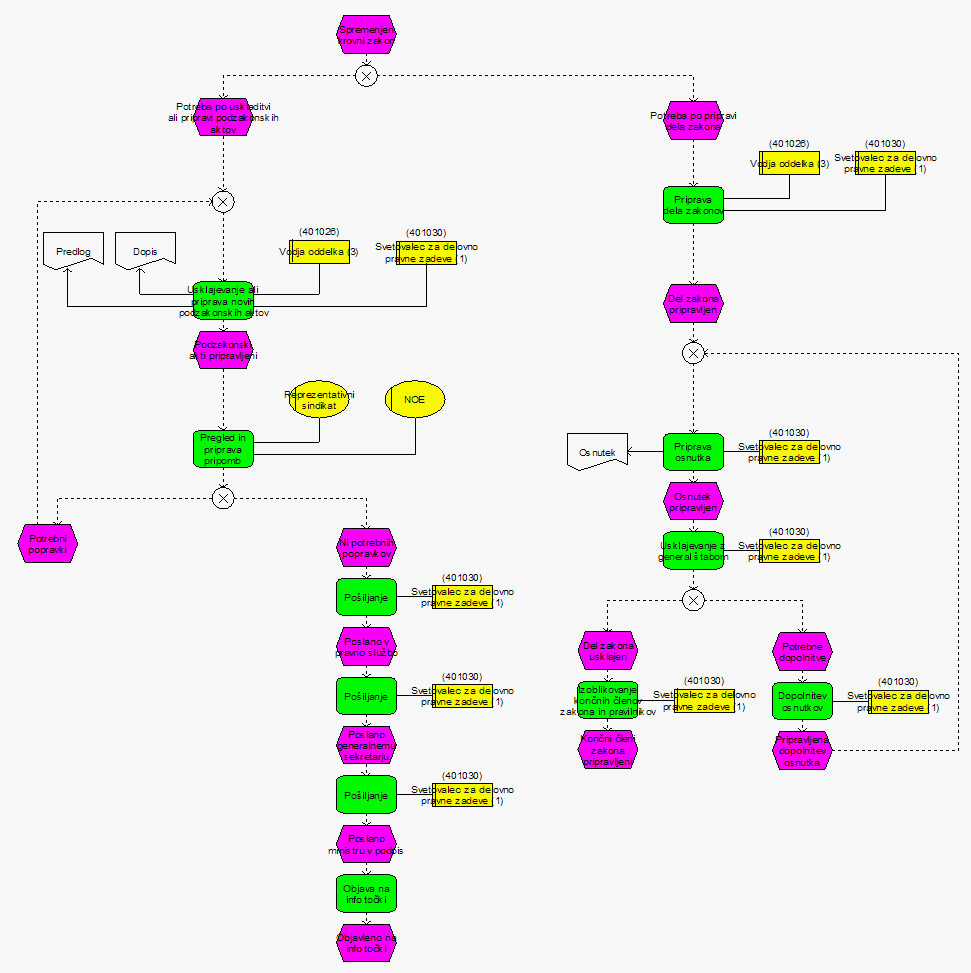 Spremenjen
krovni zakon
Potreba po uskladitvi
ali pripravi podzakonskih
aktov
Potreba po pripravi
dela zakona
(401026)
Vodja oddelka (3)
(401030)
Svetovalec za delovno
pravne zadeve (1)
Priprava
dela zakonov
Predlog
Dopis
(401026)
Vodja oddelka (3)
(401030)
Svetovalec za delovno
pravne zadeve (1)
Usklajevanje ali
priprava novih
podzakonskih aktov
Del zakona
pripravljen
Podzakonski
akti pripravljeni
Reprezentativni
sindikat
NOE
Pregled in
priprava
pripomb
Osnutek
Priprava
osnutka
(401030)
Svetovalec za delovno
pravne zadeve (1)
Osnutek
pripravljen
Potrebni
popravki
Ni potrebnih
popravkov
Usklajevanje z
generalštabom
(401030)
Svetovalec za delovno
pravne zadeve (1)
Pošiljanje
(401030)
Svetovalec za delovno
pravne zadeve (1)
Poslano v
pravno službo
Del zakona
usklajen
Potrebne
dopolnitve
Pošiljanje
(401030)
Svetovalec za delovno
pravne zadeve (1)
Izoblikovanje
končnih členov
zakona in pravilnikov
(401030)
Svetovalec za delovno
pravne zadeve (1)
Dopolnitev
osnutkov
(401030)
Svetovalec za delovno
pravne zadeve (1)
Poslano
generalnemu
sekretarju
Končni členi
zakona
pripravljeni
Pripravljena
dopolnitev
osnutka
Pošiljanje
(401030)
Svetovalec za delovno
pravne zadeve (1)
Poslano
ministru v podpis
Objava na
info točki
Objavljeno na
info točki